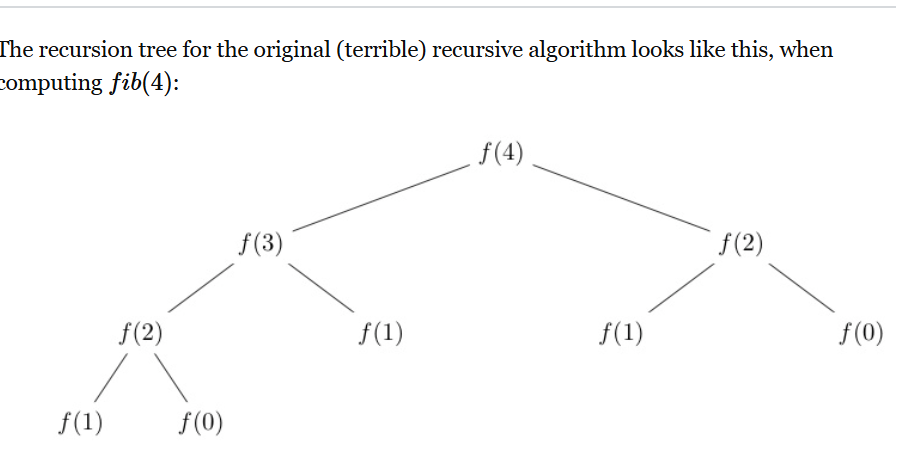 The recursion tree for the original (terrible) recursive algorithm looks like this, when
computing fib(4):
f(4)
f(3) f(2)
f(2) f(1) f(1) f(0)
f(1) f(0)